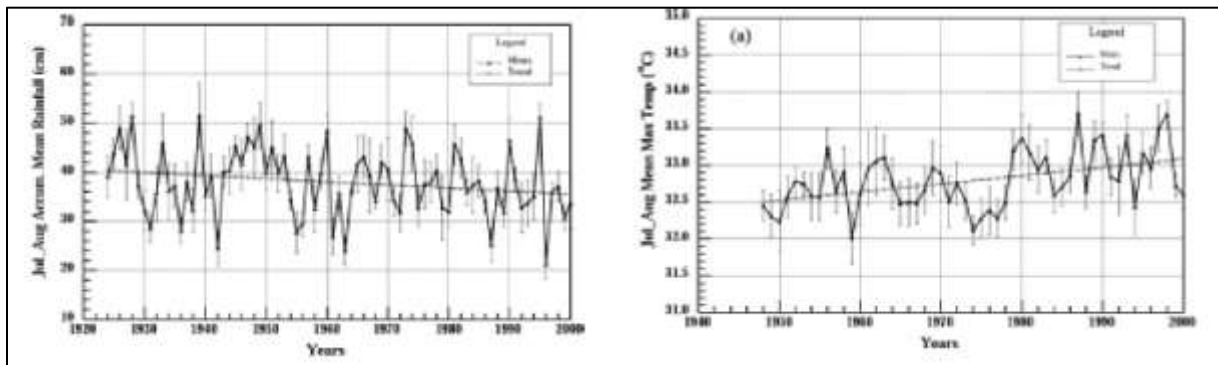 Jul_Aug Accum. Mean Rainfall (cm)
70
60
50
40
30
20
10
1920
1930
1940
1950
1960
1970
1980
1990
2000
Years
Legend
Mean
Trend
Jul_Aug Mean Max Temp (°C)
35.0
34.5
34.0
33.5
33.0
32.5
32.0
31.5
31.0
1940
1950
1960
1970
1980
1990
2000
Years
(a)
Legend
Mean
Trend